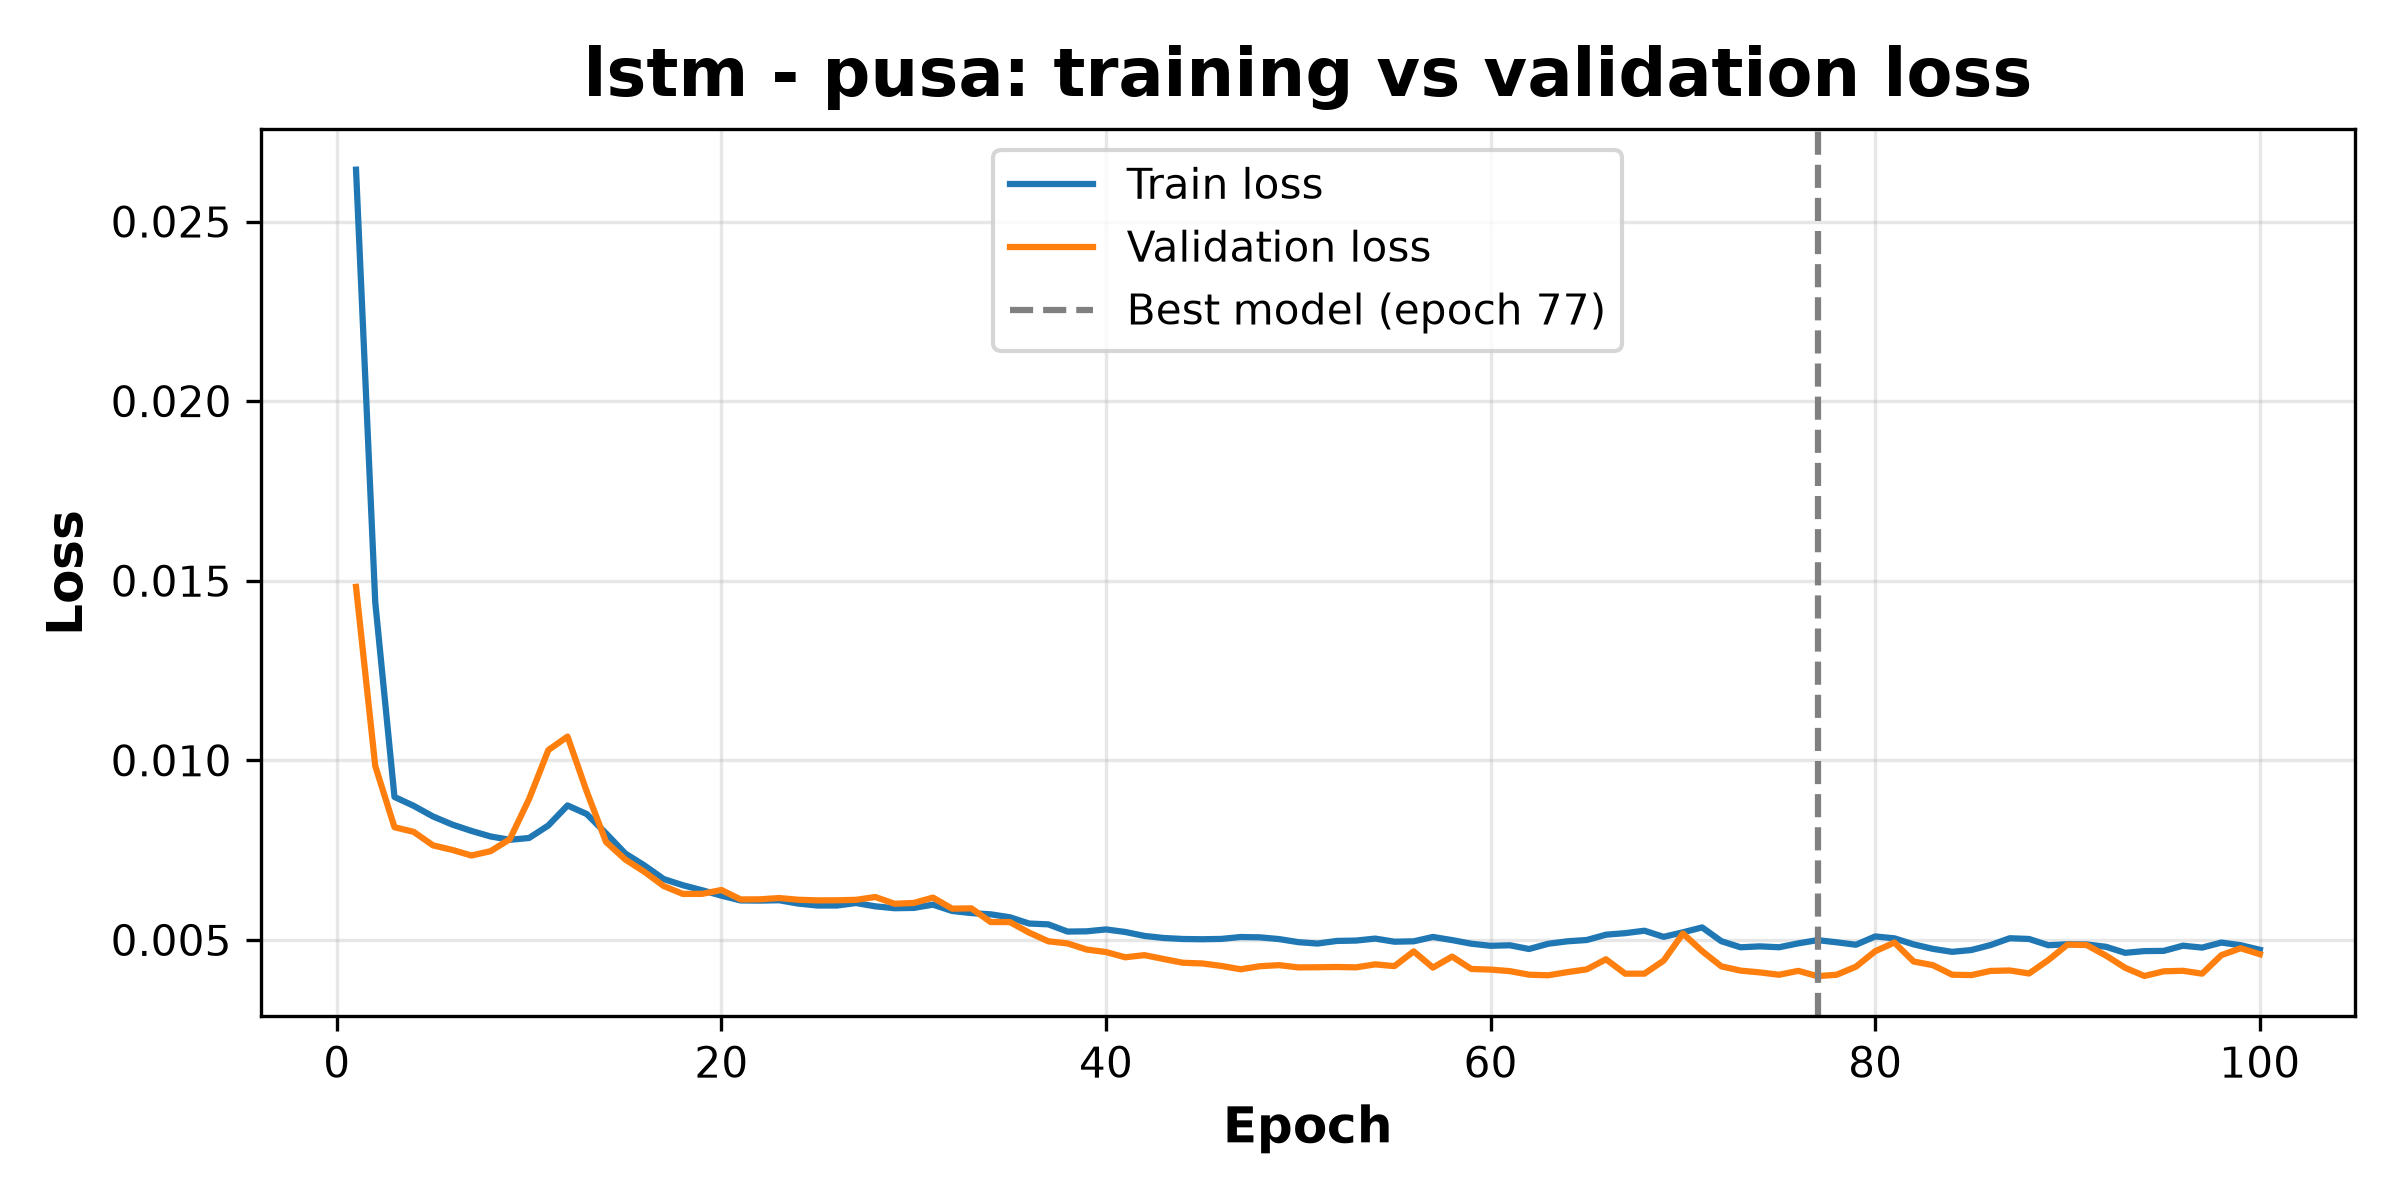 lstm - pusa: training vs validation loss
Train loss
Validation loss
Best model (epoch 77)
Loss
0.025
0.020
0.015
0.010
0.005
0 20 40 60 80 100
Epoch